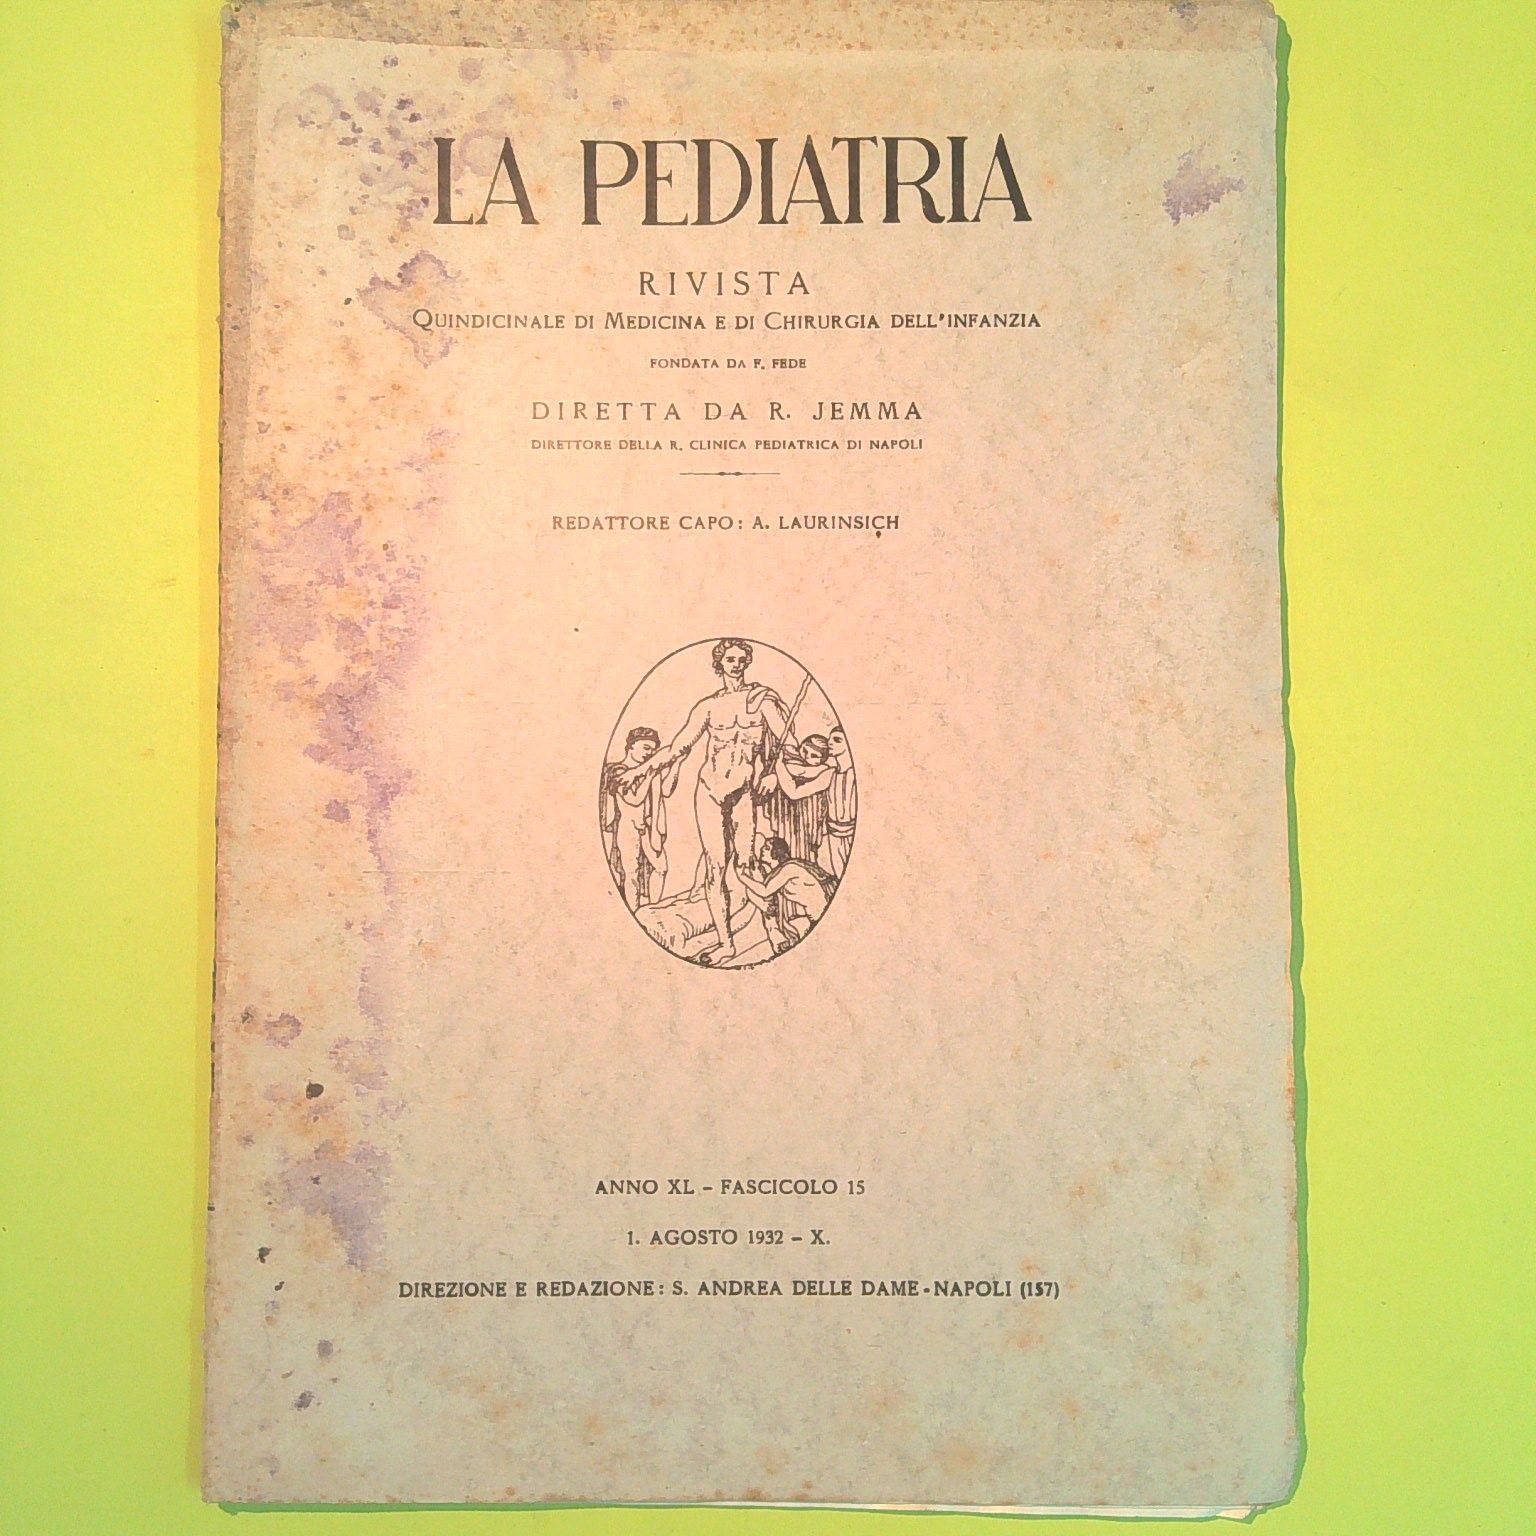 LA PEDIATRIA
RIVISTA
QUINDICINALE DI MEDICINA E DI CHIRURGIA DELL'INFANZIA
FONDATA DA F. FEDE
DIRETTA DA R. JEMMA
DIRETTORE DELLA R. CLINICA PEDIATRICA DI NAPOLI
REDATTORE CAPO: A. LAURINSICH
ANNO XL - FASCICOLO 15
1. AGOSTO 1932 - X.
DIREZIONE E REDAZIONE: S. ANDREA DELLE DAME - NAPOLI (157)